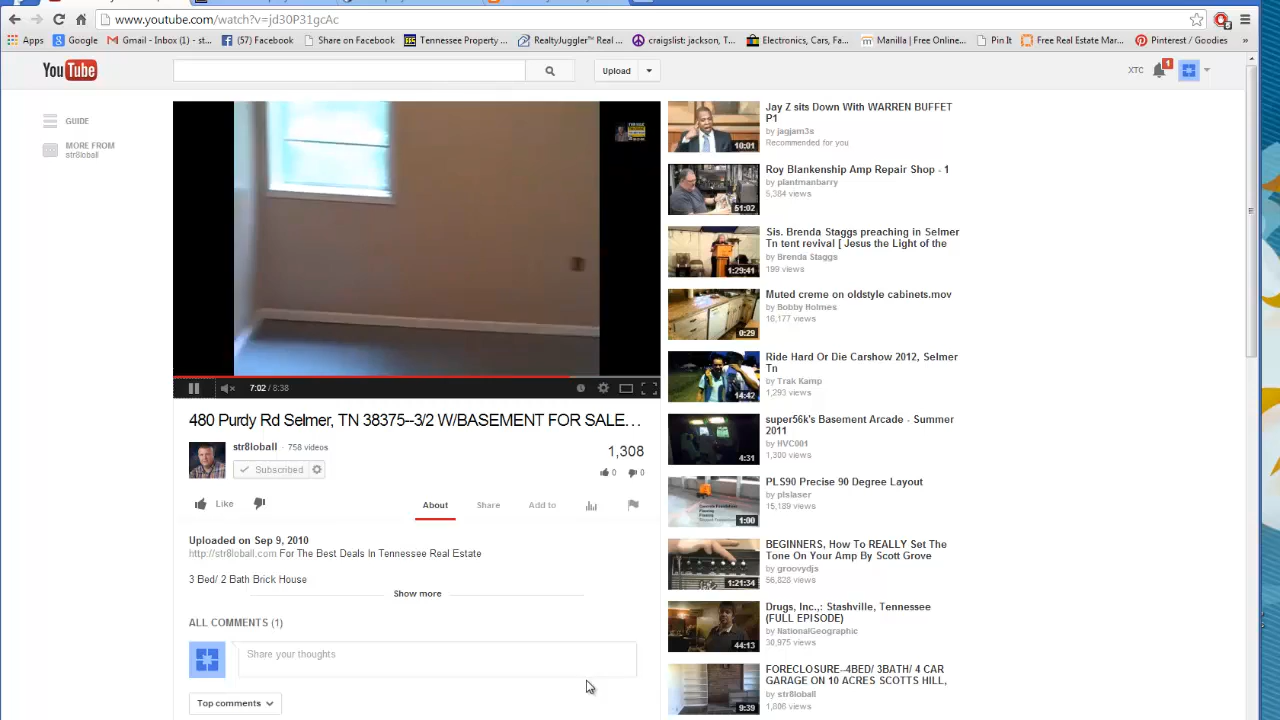 www.youtube.com/watch?v=jd30P31gcAc
Apps Google Gmail - Inbox - st... (57) Facebook Share on Facebook Tennessee Property ... craigslist: jackson, T... Electronics, Cars, Fa... Manilla | Free Online... Pin It Free Real Estate Mar... Pinterest / Goodies »
YouTube
Upload
XTC
1
GUIDE
MORE FROM
str8loball
7:02 / 8:38
480 Purdy Rd Selmer, TN 38375--3/2 W/BASEMENT FOR SALE...
str8loball · 758 videos
Subscribed
1,308
0 0
Like
About Share Add to
Uploaded on Sep 9, 2010
http://str8loball.com For The Best Deals In Tennessee Real Estate
3 Bed/ 2 Bath Brick House
Show more
ALL COMMENTS (1)
Share your thoughts
Top comments
Jay Z sits Down With WARREN BUFFET
P1
by jagjam3s
Recommended for you
10:01
Roy Blankenship Amp Repair Shop - 1
by plantmanbarry
5,384 views
51:02
Sis. Brenda Staggs preaching in Selmer
Tn tent revival [ Jesus the Light of the
by Brenda Staggs
199 views
1:29:41
Muted creme on oldstyle cabinets.mov
by Bobby Holmes
16,177 views
0:29
Ride Hard Or Die Carshow 2012, Selmer
Tn
by Trak Kamp
1,293 views
14:42
super56k's Basement Arcade - Summer
2011
by HVC001
1,300 views
4:31
PLS90 Precise 90 Degree Layout
by plslaser
15,189 views
1:00
BEGINNERS, How To REALLY Set The
Tone On Your Amp By Scott Grove
by groovydjs
56,828 views
1:21:34
Drugs, Inc.,: Stashville, Tennessee
(FULL EPISODE)
by NationalGeographic
30,975 views
44:13
FORECLOSURE--4BED/ 3BATH/ 4 CAR
GARAGE ON 10 ACRES SCOTTS HILL,
by str8loball
1,806 views
9:39